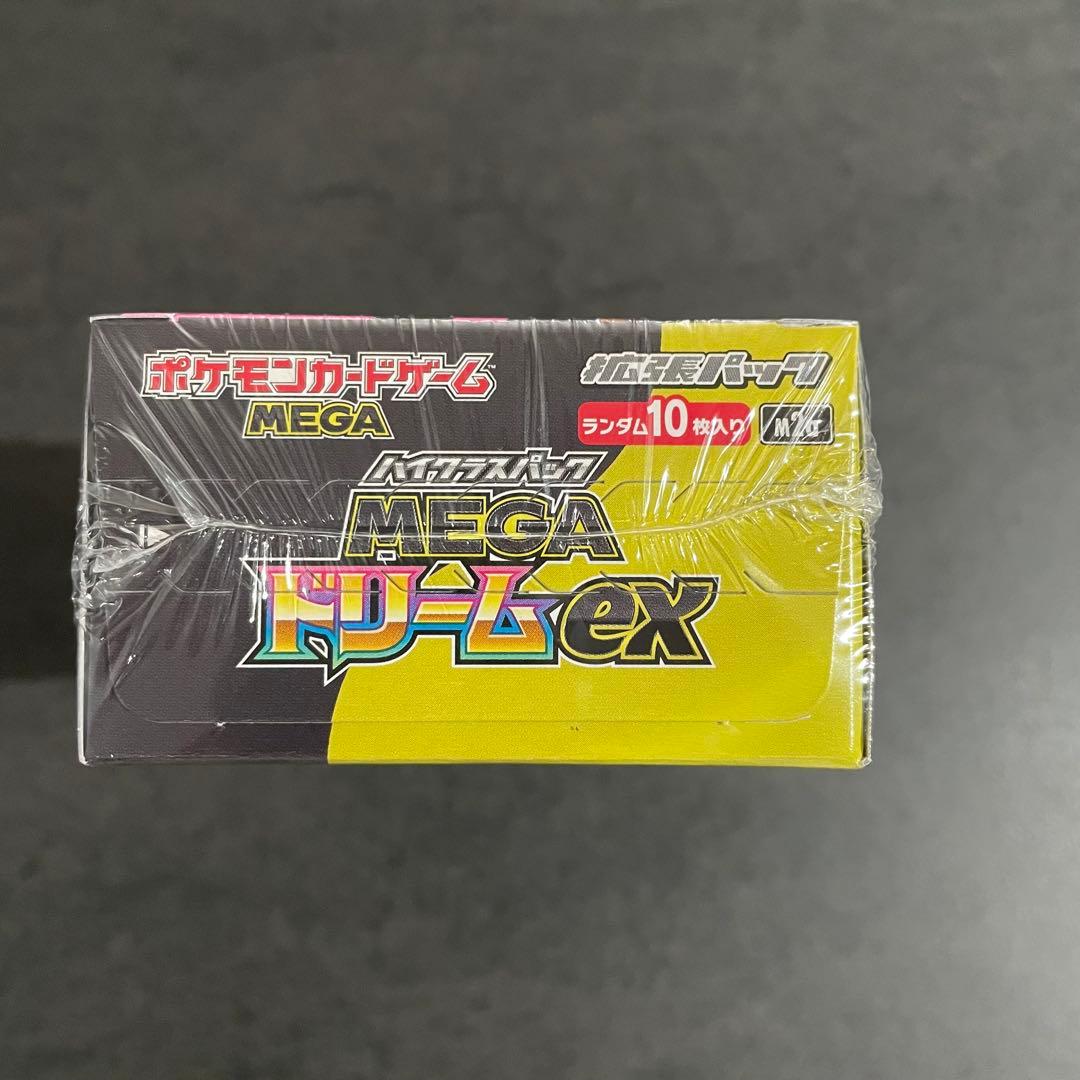 ポケモンカードゲーム
MEGA
拡張パック
ランダム10枚入り
ハイクラスパック
MEGA
ドリームex